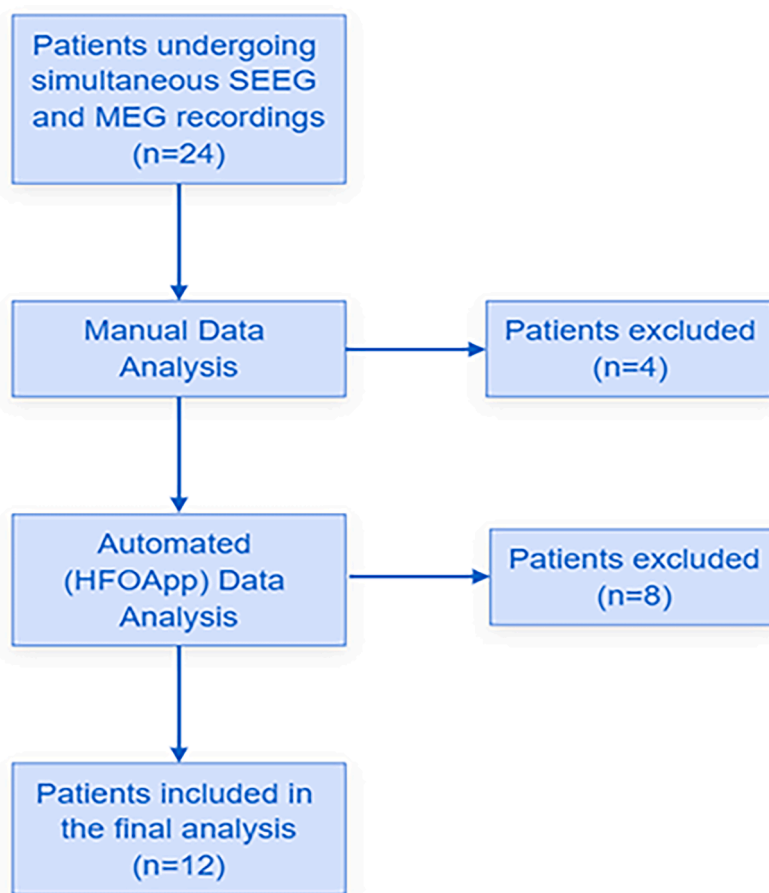 Patients undergoing
simultaneous SEEG
and MEG recordings
(n=24)
Manual Data
Analysis
Patients excluded
(n=4)
Automated
(HFOApp) Data
Analysis
Patients excluded
(n=8)
Patients included in
the final analysis
(n=12)